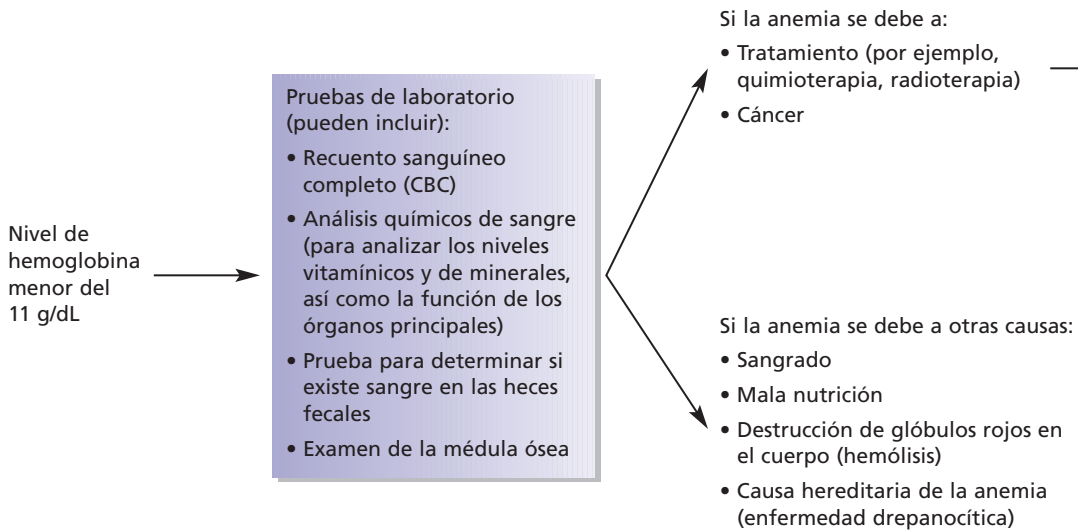 Nivel de
hemoglobina
menor del
11 g/dL
Pruebas de laboratorio
(pueden incluir):
• Recuento sanguíneo
completo (CBC)
• Análisis químicos de sangre
(para analizar los niveles
vitamínicos y de minerales,
así como la función de los
órganos principales)
• Prueba para determinar si
existe sangre en las heces
fecales
• Examen de la médula ósea
Si la anemia se debe a:
• Tratamiento (por ejemplo,
quimioterapia, radioterapia)
• Cáncer
Si la anemia se debe a otras causas:
• Sangrado
• Mala nutrición
• Destrucción de glóbulos rojos en
el cuerpo (hemólisis)
• Causa hereditaria de la anemia
(enfermedad drepanocítica)